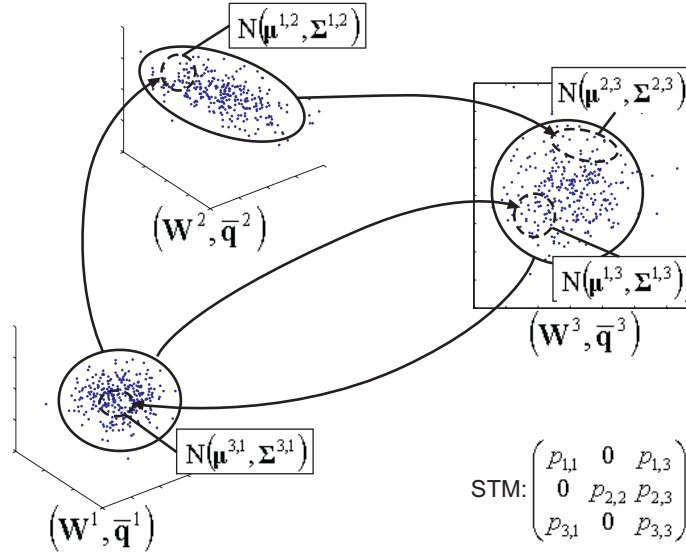 N(μ^{1,2}, Σ^{1,2})
N(μ^{2,3}, Σ^{2,3})
(W^2, q̅^2)
N(μ^{1,3}, Σ^{1,3})
(W^3, q̅^3)
N(μ^{3,1}, Σ^{3,1})
(W^1, q̅^1)
STM:
p_{1,1} 0 p_{1,3}
0 p_{2,2} p_{2,3}
p_{3,1} 0 p_{3,3}